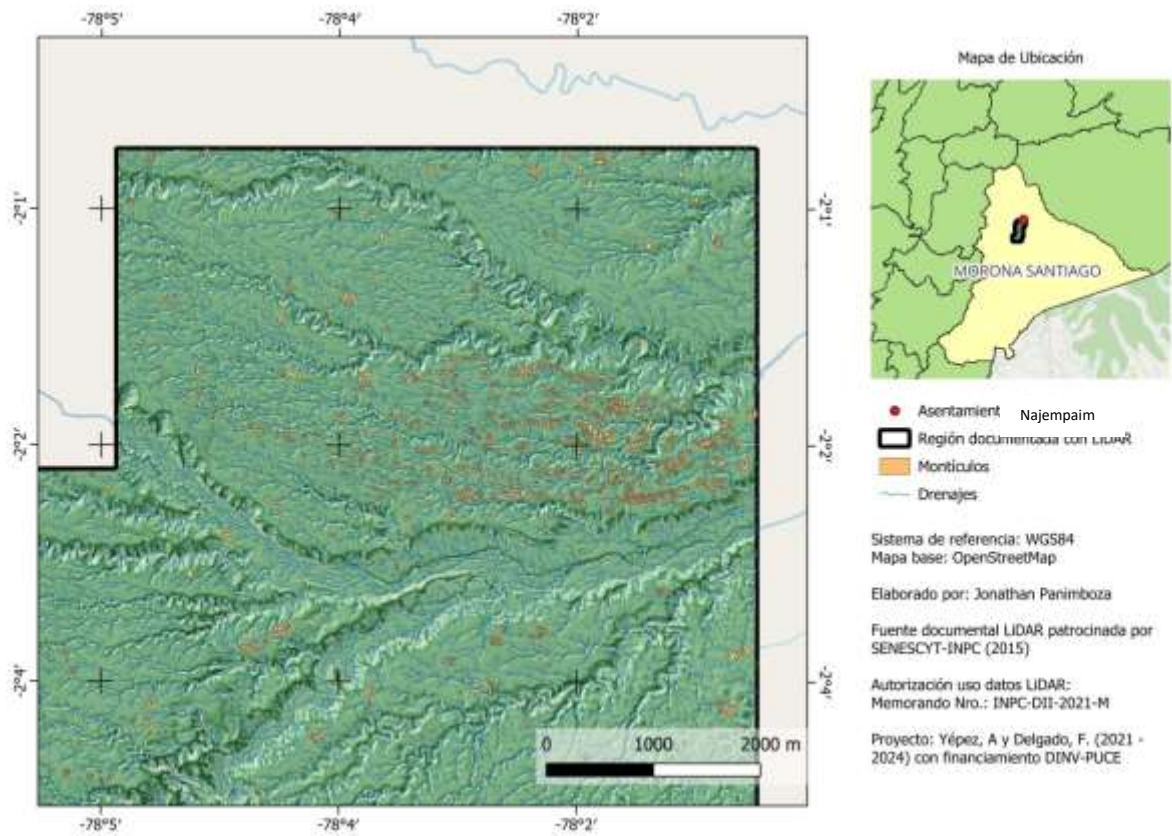 -78°5' -78°4' -78°2'
-2°1' -2°1'
-2°2' -2°2'
-2°4' -2°4'
0 1000 2000 m
-78°5' -78°4' -78°2'
Mapa de Ubicación
MORONA SANTIAGO
Asentamient Najempaim
Región documentada con LiDAR
Montículos
Drenajes
Sistema de referencia: WGS84
Mapa base: OpenStreetMap
Elaborado por: Jonathan Panimboza
Fuente documental LiDAR patrocinada por
SENESCYT-INPC (2015)
Autorización uso datos LiDAR:
Memorando Nro.: INPC-DII-2021-M
Proyecto: Yépez, A y Delgado, F. (2021 -
2024) con financiamiento DINV-PUCE